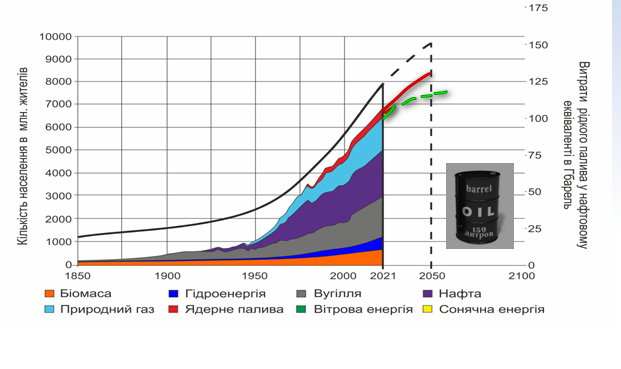 175
10000
9000
8000
7000
6000
5000
4000
3000
2000
1000
0
150
125
100
75
50
25
0
Кількість населення в млн. жителів
Витрати рідкого палива у нафтовому
еквіваленті в Гбарель
barrel
OIL
159
литров
1850
1900
1950
2000
2021
2050
2100
Біомаса
Гідроенергія
Вугілля
Нафта
Природний газ
Ядерне палива
Вітрова енергія
Сонячна енергія